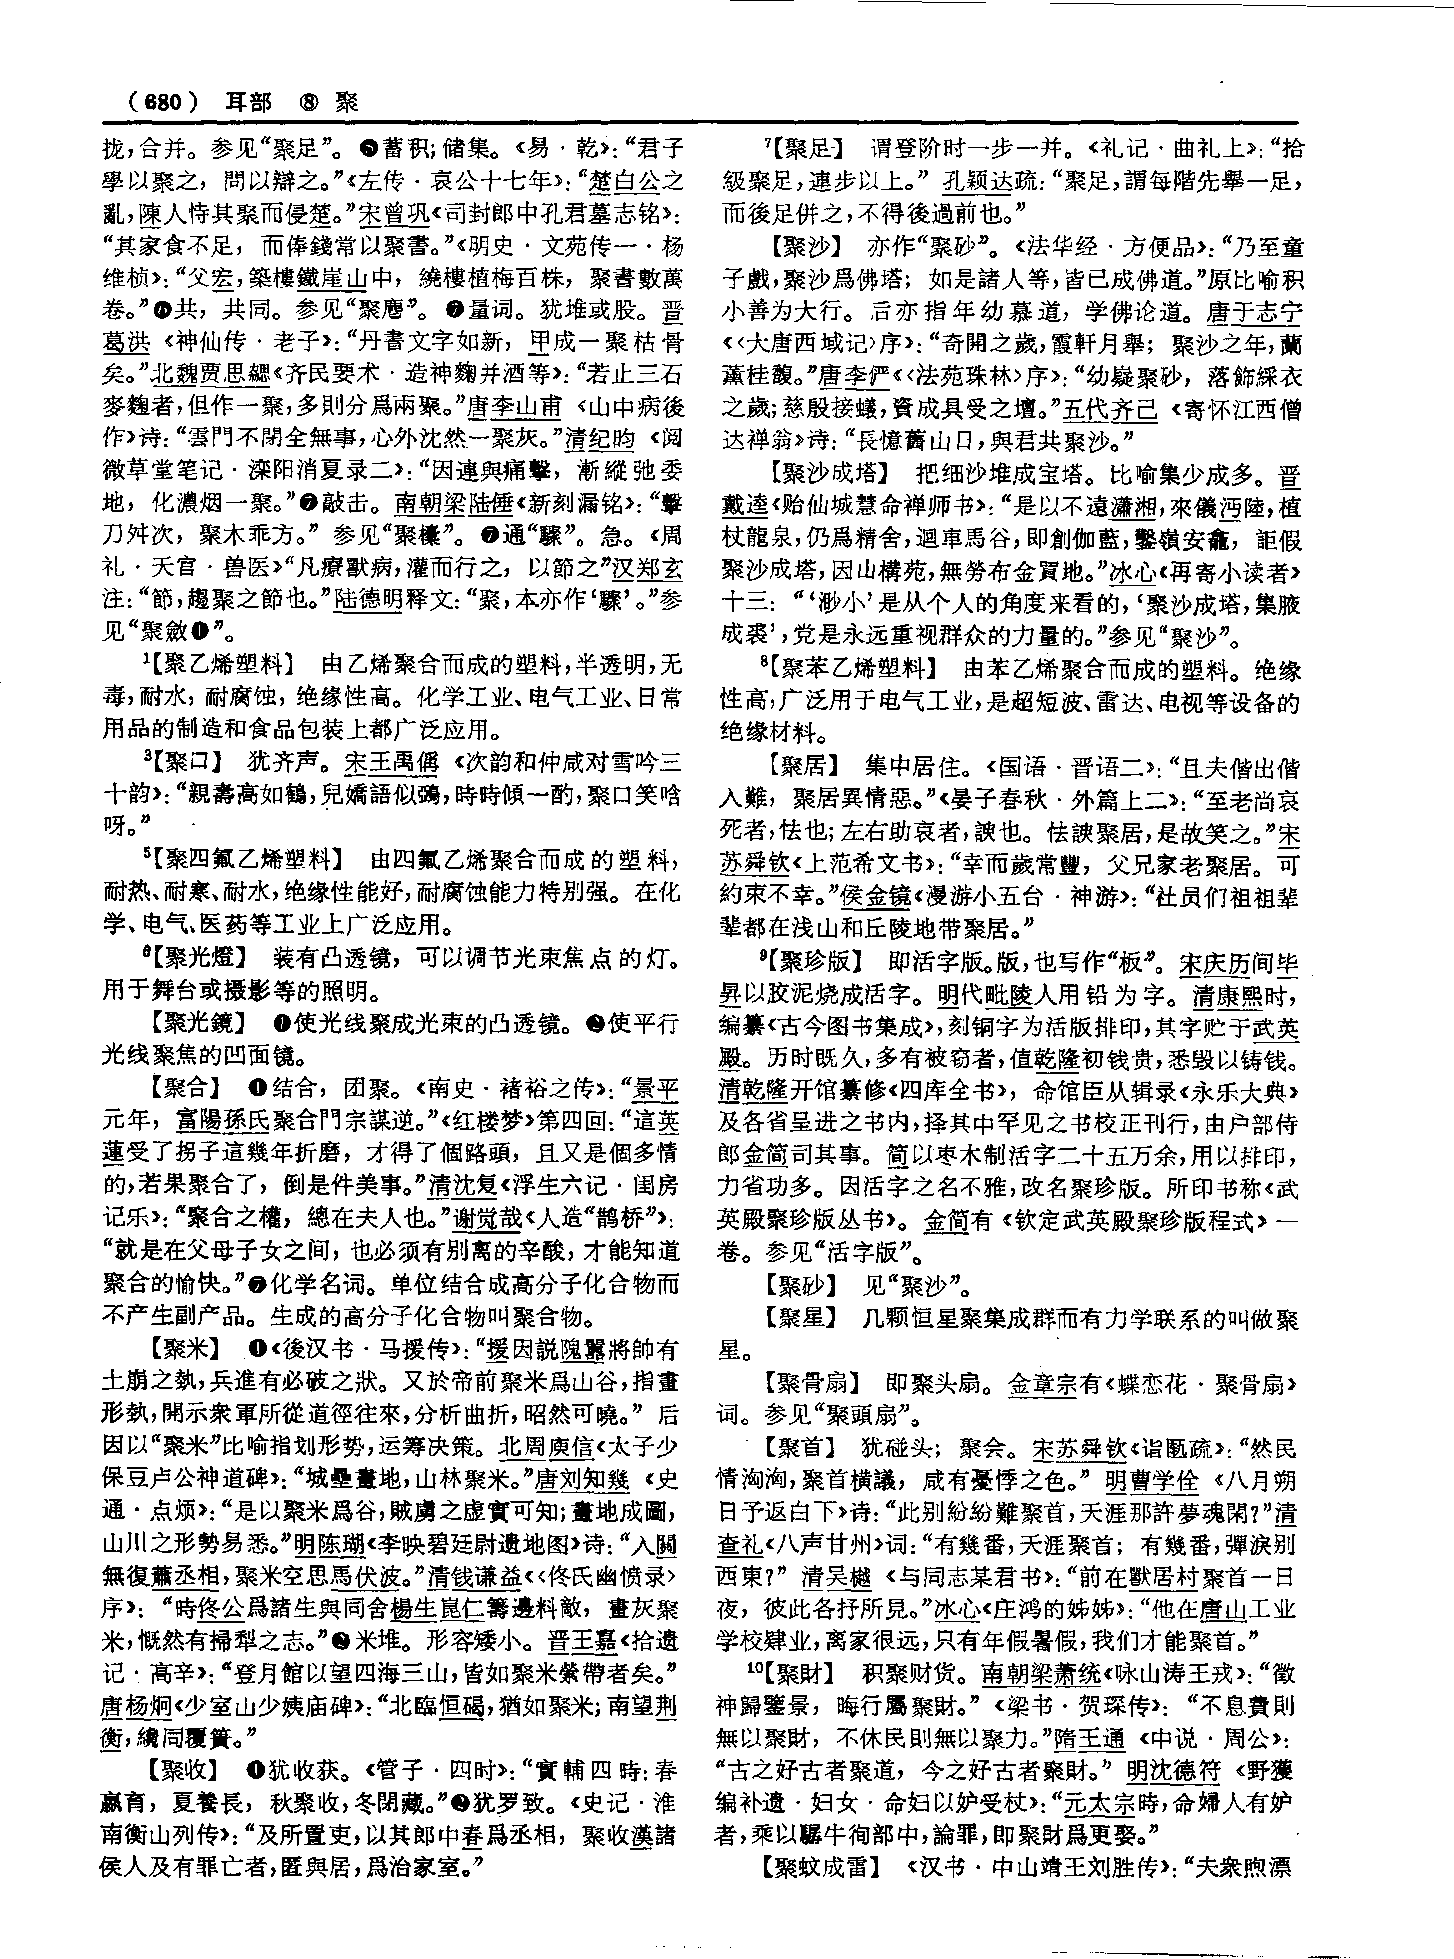 （680） 耳部 ⑧ 聚
拢，合并。参见“聚足”。❺蓄积；储集。《易·乾》：“君子
學以聚之，問以辯之。”《左传·哀公十七年》：“楚白公之
亂，陳人恃其聚而侵楚。”宋曾巩《司封郎中孔君墓志铭》：
“其家食不足，而俸錢常以聚書。”《明史·文苑传一·杨
维桢》：“父宏，築樓鐵崖山中，繞樓植梅百株，聚書數萬
卷。”❻共，共同。参见“聚麀”。❼量词。犹堆或股。晋
葛洪《神仙传·老子》：“丹書文字如新，甲成一聚枯骨
矣。”北魏贾思勰《齐民要术·造神麴并酒等》：“若止三石
麥麴者，但作一聚，多則分爲兩聚。”唐李山甫《山中病後
作》诗：“雲門不閉全無事，心外沈然一聚灰。”清纪昀《阅
微草堂笔记·滦阳消夏录二》：“因連與痛擊，漸縱弛委
地，化濃烟一聚。”敲击。南朝梁陆倕《新刻漏铭》：“擊
刀舛次，聚木乖方。”参见“聚𣝔”。通“驟”。急。《周
礼·天官·兽医》“凡療獸病，灌而行之，以節之”汉郑玄
注：“節，趨聚之節也。”陆德明释文：“聚，本亦作‘驟’。”参
见“聚斂❶”。
1【聚乙烯塑料】 由乙烯聚合而成的塑料，半透明，无
毒，耐水，耐腐蚀，绝缘性高。化学工业、电气工业、日常
用品的制造和食品包装上都广泛应用。
3【聚口】 犹齐声。宋王禹偁《次韵和仲咸对雪吟三
十韵》：“親壽高如鶴，兒嬌語似鴞，時時傾一酌，聚口笑啥
呀。”
5【聚四氟乙烯塑料】 由四氟乙烯聚合而成的塑料，
耐热、耐寒、耐水，绝缘性能好，耐腐蚀能力特别强。在化
学、电气、医药等工业上广泛应用。
6【聚光燈】 装有凸透镜，可以调节光束焦点的灯。
用于舞台或摄影等的照明。
【聚光鏡】 ❶使光线聚成光束的凸透镜。❷使平行
光线聚焦的凹面镜。
【聚合】 ❶结合，团聚。《南史·褚裕之传》：“景平
元年，富陽孫氏聚合門宗謀逆。”《红楼梦》第四回：“這英
蓮受了拐子這幾年折磨，才得了個路頭，且又是個多情
的，若果聚合了，倒是件美事。”清沈复《浮生六记·闺房
记乐》：“聚合之權，總在夫人也。”谢觉哉《人造“鹊桥”》：
“就是在父母子女之间，也必须有别离的辛酸，才能知道
聚合的愉快。”❷化学名词。单位结合成高分子化合物而
不产生副产品。生成的高分子化合物叫聚合物。
【聚米】 ❶《後汉书·马援传》：“援因説隗囂將帥有
土崩之埶，兵進有必破之狀。又於帝前聚米爲山谷，指畫
形埶，開示衆軍所從道徑往來，分析曲折，昭然可曉。”后
因以“聚米”比喻指划形势，运筹决策。北周庾信《太子少
保豆卢公神道碑》：“城壘畫地，山林聚米。”唐刘知幾《史
通·点烦》：“是以聚米爲谷，賊虜之虛實可知；畫地成圖，
山川之形勢易悉。”明陈瑚《李映碧廷尉遗地图》诗：“入關
無復蕭丞相，聚米空思馬伏波。”清钱谦益《〈佟氏幽愤录〉
序》：“時佟公爲諸生與同舍楊生崑仁籌邊料敵，畫灰聚
米，慨然有掃犁之志。”❷米堆。形容矮小。晋王嘉《拾遗
记·高辛》：“登月館以望四海三山，皆如聚米縈帶者矣。”
唐杨炯《少室山少姨庙碑》：“北臨恒碣，猶如聚米；南望荆
衡，纔同覆簣。”
【聚收】 ❶犹收获。《管子·四时》：“實輔四時：春
嬴育，夏養長，秋聚收，冬閉藏。”❷犹罗致。《史记·淮
南衡山列传》：“及所置吏，以其郎中春爲丞相，聚收漢諸
侯人及有罪亡者，匿與居，爲治家室。”
7【聚足】 谓登阶时一步一并。《礼记·曲礼上》：“拾
級聚足，連步以上。”孔颖达疏：“聚足，謂每階先舉一足，
而後足併之，不得後過前也。”
【聚沙】 亦作“聚砂”。《法华经·方便品》：“乃至童
子戲，聚沙爲佛塔；如是諸人等，皆已成佛道。”原比喻积
小善为大行。后亦指年幼慕道，学佛论道。唐于志宁
《〈大唐西域记〉序》：“奇開之歲，霞軒月舉；聚沙之年，蘭
薰桂馥。”唐李俨《〈法苑珠林〉序》：“幼嶷聚砂，落飾綵衣
之歲；慈殷接蟻，資成具受之壇。”五代齐己《寄怀江西僧
达禅翁》诗：“長憶舊山日，與君共聚沙。”
【聚沙成塔】 把细沙堆成宝塔。比喻集少成多。晋
戴逵《贻仙城慧命禅师书》：“是以不遠瀟湘，來儀沔陸，植
杖龍泉，仍爲精舍，迴車馬谷，即創伽藍，鑿嶺安龕，詎假
聚沙成塔，因山構苑，無勞布金買地。”冰心《再寄小读者》
十三：“‘渺小’是从个人的角度来看的，‘聚沙成塔，集腋
成裘’，党是永远重视群众的力量的。”参见“聚沙”。
8【聚苯乙烯塑料】 由苯乙烯聚合而成的塑料。绝缘
性高，广泛用于电气工业，是超短波、雷达、电视等设备的
绝缘材料。
【聚居】 集中居住。《国语·晋语二》：“且夫偕出偕
入難，聚居異情惡。”《晏子春秋·外篇上二》：“至老尚哀
死者，怯也；左右助哀者，諛也。怯諛聚居，是故笑之。”宋
苏舜钦《上范希文书》：“幸而歲常豐，父兄家老聚居。可
約束不幸。”侯金镜《漫游小五台·神游》：“社员们祖祖辈
辈都在浅山和丘陵地带聚居。”
9【聚珍版】 即活字版。版，也写作“板”。宋庆历间毕
昇以胶泥烧成活字。明代毗陵人用铅为字。清康熙时，
编纂《古今图书集成》，刻铜字为活版排印，其字贮于武英
殿。历时既久，多有被窃者，值乾隆初钱贵，悉毁以铸钱。
清乾隆开馆纂修《四库全书》，命馆臣从辑录《永乐大典》
及各省呈进之书内，择其中罕见之书校正刊行，由户部侍
郎金简司其事。简以枣木制活字二十五万余，用以排印，
力省功多。因活字之名不雅，改名聚珍版。所印书称《武
英殿聚珍版丛书》。金简有《钦定武英殿聚珍版程式》一
卷。参见“活字版”。
【聚砂】 见“聚沙”。
【聚星】 几颗恒星聚集成群而有力学联系的叫做聚
星。
【聚骨扇】 即聚头扇。金章宗有《蝶恋花·聚骨扇》
词。参见“聚頭扇”。
【聚首】 犹碰头；聚会。宋苏舜钦《诣匦疏》：“然民
情洶洶，聚首横議，咸有憂悸之色。”明曹学佺《八月朔
日予返白下》诗：“此别紛紛難聚首，天涯那許夢魂閑？”清
查礼《八声甘州》词：“有幾番，天涯聚首；有幾番，彈淚别
西東？”清吴樾《与同志某君书》：“前在獸居村聚首一日
夜，彼此各抒所見。”冰心《庄鸿的姊姊》：“他在唐山工业
学校肄业，离家很远，只有年假暑假，我们才能聚首。”
10【聚財】 积聚财货。南朝梁萧统《咏山涛王戎》：“徵
神歸鑒景，晦行屬聚財。”《梁书·贺琛传》：“不息費則
無以聚財，不休民則無以聚力。”隋王通《中说·周公》：
“古之好古者聚道，今之好古者聚財。”明沈德符《野獲
编补遗·妇女·命妇以妒受杖》：“元太宗時，命婦人有妒
者，乘以騾牛徇部中，論罪，即聚財爲更娶。”
【聚蚊成雷】 《汉书·中山靖王刘胜传》：“夫衆煦漂